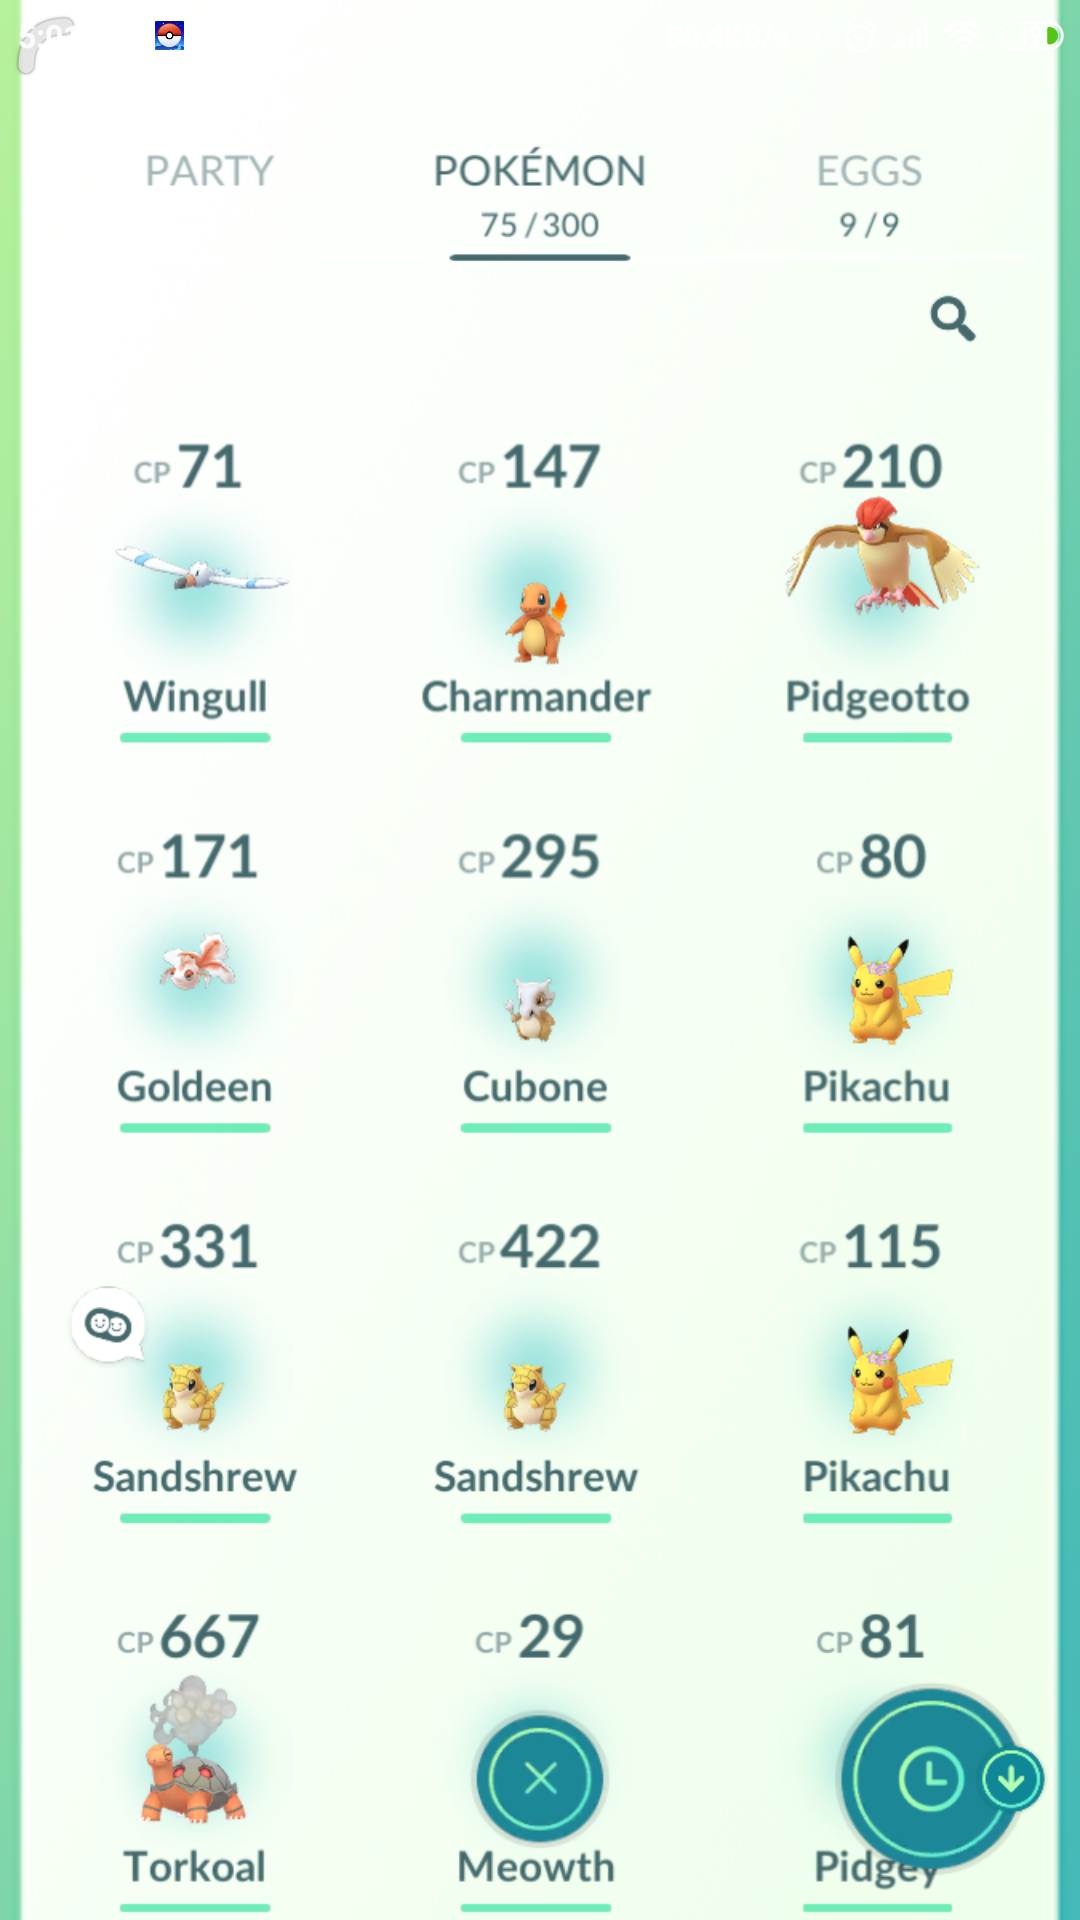 PARTY POKÉMON EGGS
75 / 300 9 / 9
CP 71 CP 147 CP 210
Wingull Charmander Pidgeotto
CP 171 CP 295 CP 80
Goldeen Cubone Pikachu
CP 331 CP 422 CP 115
Sandshrew Sandshrew Pikachu
CP 667 CP 29 CP 81
Torkoal Meowth Pidgey